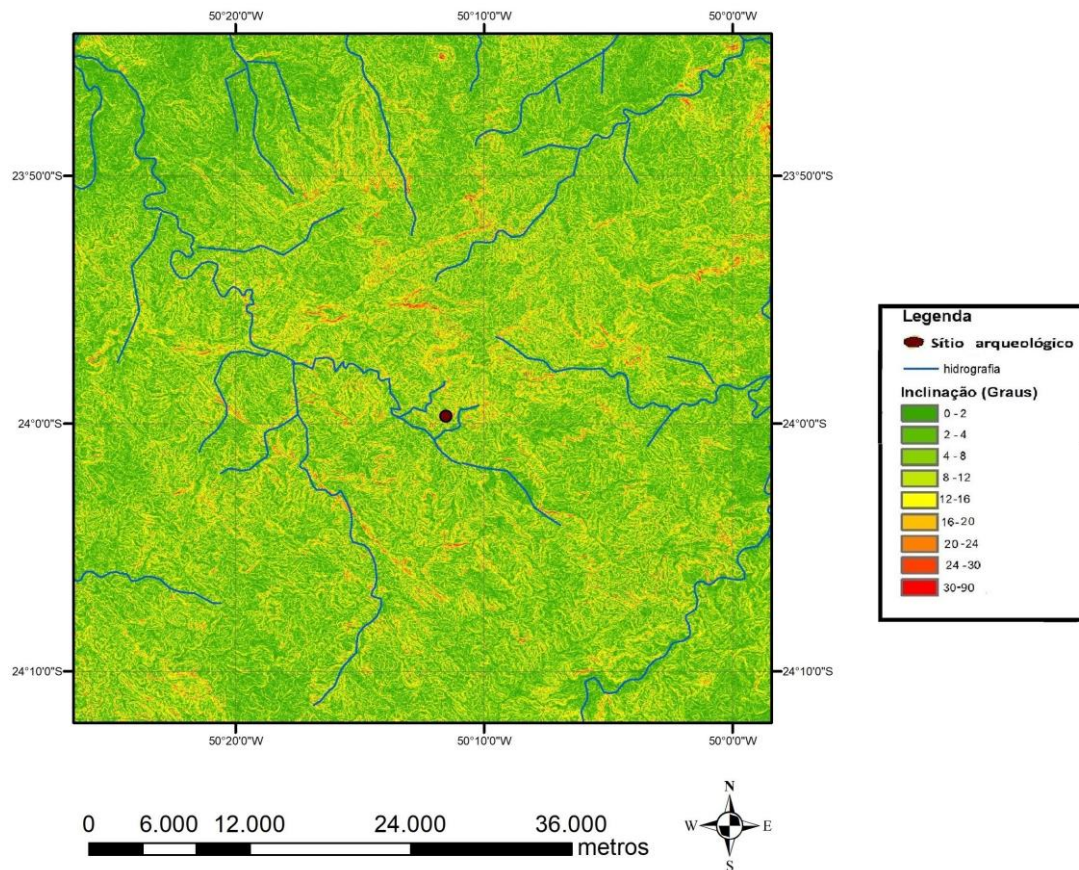 50°20'0"W 50°10'0"W 50°0'0"W
23°50'0"S 23°50'0"S
24°0'0"S 24°0'0"S
24°10'0"S 24°10'0"S
50°20'0"W 50°10'0"W 50°0'0"W
Legenda
Sítio arqueológico
hidrografia
Inclinação (Graus)
0 - 2
2 - 4
4 - 8
8 - 12
12-16
16-20
20-24
24-30
30-90
0 6.000 12.000 24.000 36.000
metros
N
W E
S